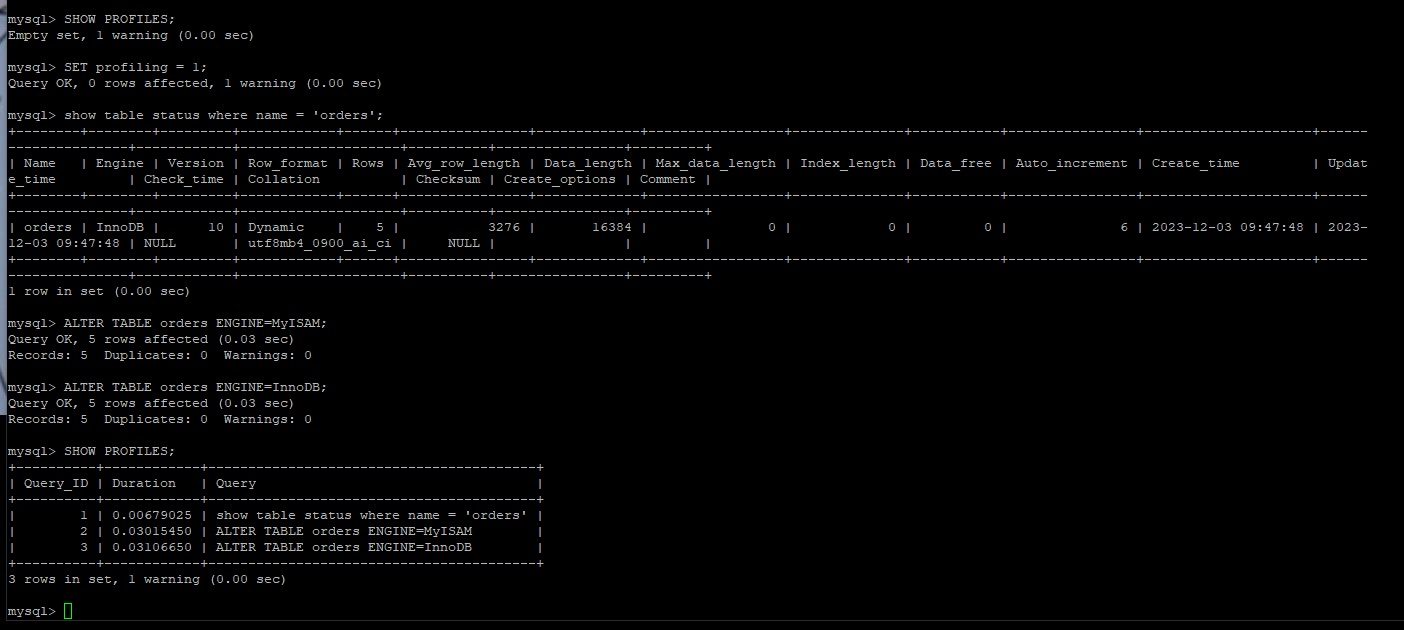 mysql> SHOW PROFILES;
Empty set, 1 warning (0.00 sec)

mysql> SET profiling = 1;
Query OK, 0 rows affected, 1 warning (0.00 sec)

mysql> show table status where name = 'orders';
+--------+--------+---------+------------+------+----------------+-------------+-----------------+--------------+-----------+----------------+---------------------+------
---------------+------------+--------------------+----------+----------------+---------+
| Name   | Engine | Version | Row_format | Rows | Avg_row_length | Data_length | Max_data_length | Index_length | Data_free | Auto_increment | Create_time         | Updat
e_time         | Check_time | Collation          | Checksum | Create_options | Comment |
+--------+--------+---------+------------+------+----------------+-------------+-----------------+--------------+-----------+----------------+---------------------+------
---------------+------------+--------------------+----------+----------------+---------+
| orders | InnoDB |      10 | Dynamic    |    5 |           3276 |       16384 |               0 |            0 |         0 |              6 | 2023-12-03 09:47:48 | 2023-
12-03 09:47:48 | NULL       | utf8mb4_0900_ai_ci |     NULL |                |         |
+--------+--------+---------+------------+------+----------------+-------------+-----------------+--------------+-----------+----------------+---------------------+------
---------------+------------+--------------------+----------+----------------+---------+
1 row in set (0.00 sec)

mysql> ALTER TABLE orders ENGINE=MyISAM;
Query OK, 5 rows affected (0.03 sec)
Records: 5  Duplicates: 0  Warnings: 0

mysql> ALTER TABLE orders ENGINE=InnoDB;
Query OK, 5 rows affected (0.03 sec)
Records: 5  Duplicates: 0  Warnings: 0

mysql> SHOW PROFILES;
+----------+------------+-----------------------------------------+
| Query_ID | Duration   | Query                                   |
+----------+------------+-----------------------------------------+
|        1 | 0.00679025 | show table status where name = 'orders' |
|        2 | 0.03015450 | ALTER TABLE orders ENGINE=MyISAM        |
|        3 | 0.03106650 | ALTER TABLE orders ENGINE=InnoDB        |
+----------+------------+-----------------------------------------+
3 rows in set, 1 warning (0.00 sec)

mysql>